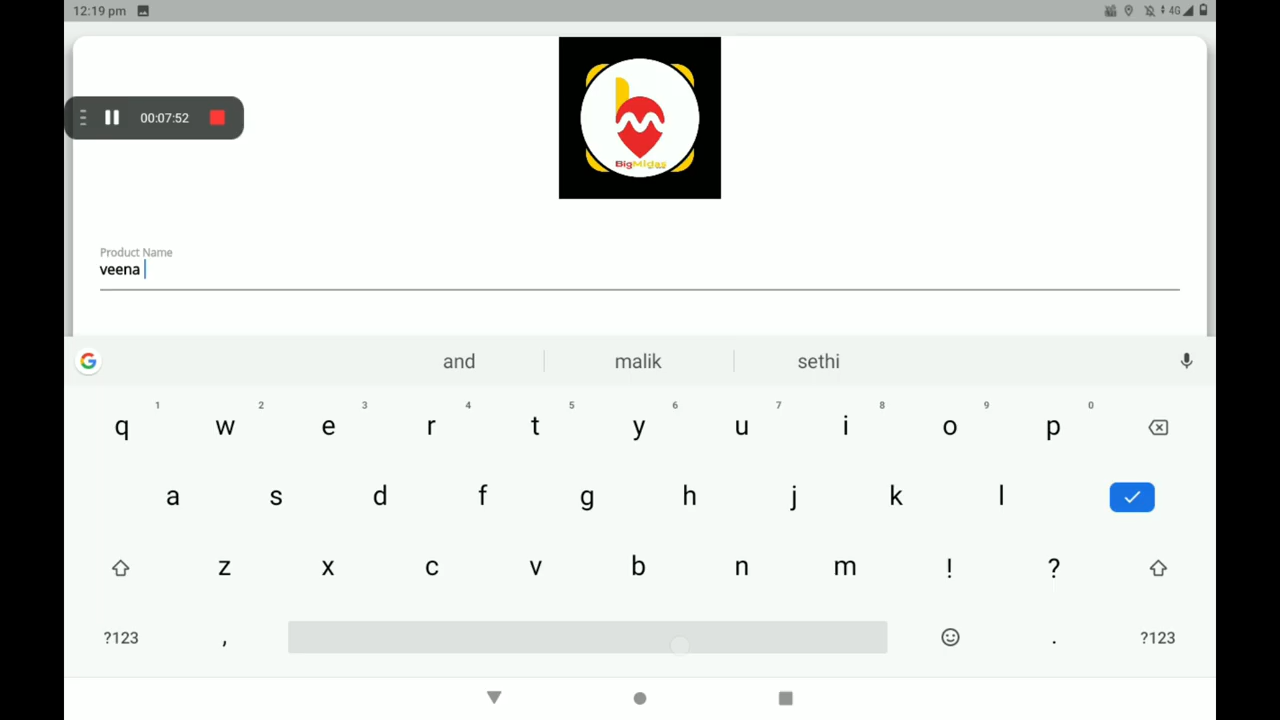 12:19 pm 4G
BigMidas
00:07:52
Product Name
veena
and malik sethi
1 2 3 4 5 6 7 8 9 0
q w e r t y u i o p
a s d f g h j k l
z x c v b n m ! ?
?123 , . ?123